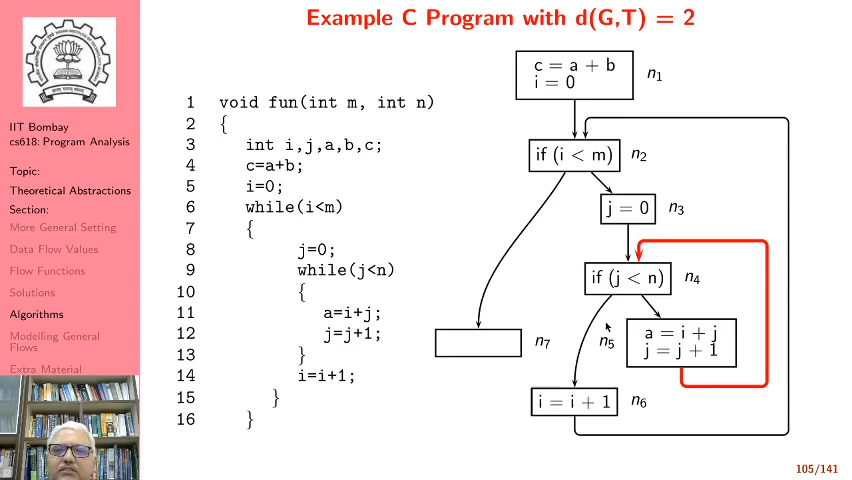 Example C Program with d(G,T) = 2
IIT Bombay
cs618: Program Analysis
Topic:
Theoretical Abstractions
Section:
More General Setting
Data Flow Values
Flow Functions
Solutions
Algorithms
Modelling General
Flows
Extra Material
1 void fun(int m, int n)
2 {
3 int i,j,a,b,c;
4 c=a+b;
5 i=0;
6 while(i<m)
7 {
8 j=0;
9 while(j<n)
10 {
11 a=i+j;
12 j=j+1;
13 }
14 i=i+1;
15 }
16 }
c = a + b
i = 0
n1
if (i < m) n2
j = 0 n3
if (j < n) n4
n7
n5
a = i + j
j = j + 1
i = i + 1 n6
105/141